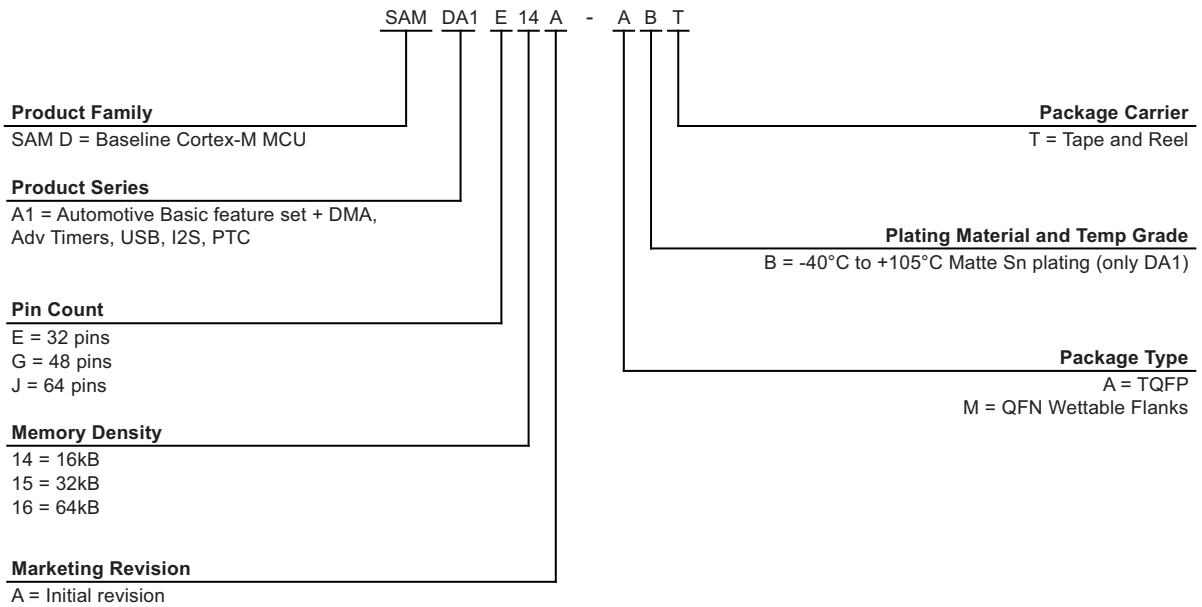 SAM DA1 E 14 A - A B T
Product Family
SAM D = Baseline Cortex-M MCU
Product Series
A1 = Automotive Basic feature set + DMA,
Adv Timers, USB, I2S, PTC
Pin Count
E = 32 pins
G = 48 pins
J = 64 pins
Memory Density
14 = 16kB
15 = 32kB
16 = 64kB
Marketing Revision
A = Initial revision
Package Carrier
T = Tape and Reel
Plating Material and Temp Grade
B = -40°C to +105°C Matte Sn plating (only DA1)
Package Type
A = TQFP
M = QFN Wettable Flanks